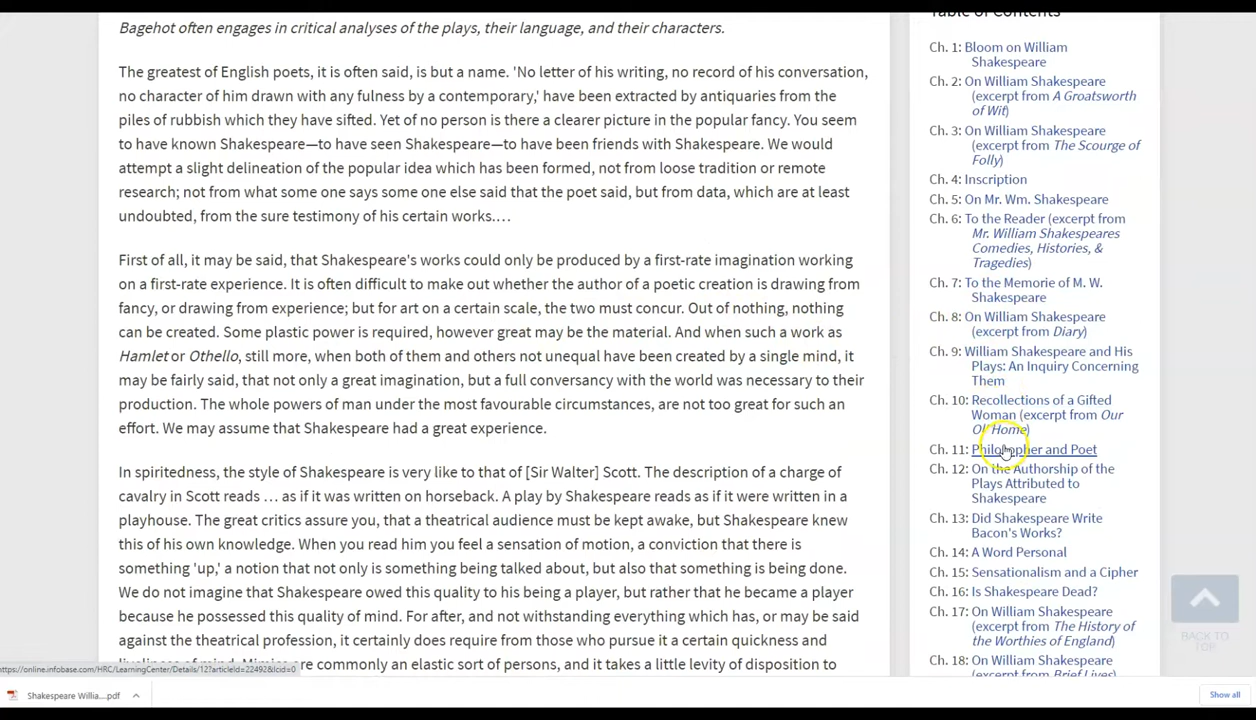 Bagehot often engages in critical analyses of the plays, their language, and their characters.
The greatest of English poets, it is often said, is but a name. 'No letter of his writing, no record of his conversation,
no character of him drawn with any fulness by a contemporary,' have been extracted by antiquaries from the
piles of rubbish which they have sifted. Yet of no person is there a clearer picture in the popular fancy. You seem
to have known Shakespeare—to have seen Shakespeare—to have been friends with Shakespeare. We would
attempt a slight delineation of the popular idea which has been formed, not from loose tradition or remote
research; not from what some one says some one else said that the poet said, but from data, which are at least
undoubted, from the sure testimony of his certain works.…
First of all, it may be said, that Shakespeare's works could only be produced by a first-rate imagination working
on a first-rate experience. It is often difficult to make out whether the author of a poetic creation is drawing from
fancy, or drawing from experience; but for art on a certain scale, the two must concur. Out of nothing, nothing
can be created. Some plastic power is required, however great may be the material. And when such a work as
Hamlet or Othello, still more, when both of them and others not unequal have been created by a single mind, it
may be fairly said, that not only a great imagination, but a full conversancy with the world was necessary to their
production. The whole powers of man under the most favourable circumstances, are not too great for such an
effort. We may assume that Shakespeare had a great experience.
In spiritedness, the style of Shakespeare is very like to that of [Sir Walter] Scott. The description of a charge of
cavalry in Scott reads … as if it was written on horseback. A play by Shakespeare reads as if it were written in a
playhouse. The great critics assure you, that a theatrical audience must be kept awake, but Shakespeare knew
this of his own knowledge. When you read him you feel a sensation of motion, a conviction that there is
something 'up,' a notion that not only is something being talked about, but also that something is being done.
We do not imagine that Shakespeare owed this quality to his being a player, but rather that he became a player
because he possessed this quality of mind. For after, and not withstanding everything which has, or may be said
against the theatrical profession, it certainly does require from those who pursue it a certain quickness and
liveliness of mind. Mimics are commonly an elastic sort of persons, and it takes a little levity of disposition to
Table of Contents
Ch. 1: Bloom on William
Shakespeare
Ch. 2: On William Shakespeare
(excerpt from A Groatsworth
of Wit)
Ch. 3: On William Shakespeare
(excerpt from The Scourge of
Folly)
Ch. 4: Inscription
Ch. 5: On Mr. Wm. Shakespeare
Ch. 6: To the Reader (excerpt from
Mr. William Shakespeares
Comedies, Histories, &
Tragedies)
Ch. 7: To the Memorie of M. W.
Shakespeare
Ch. 8: On William Shakespeare
(excerpt from Diary)
Ch. 9: William Shakespeare and His
Plays: An Inquiry Concerning
Them
Ch. 10: Recollections of a Gifted
Woman (excerpt from Our
Old Home)
Ch. 11: Philosopher and Poet
Ch. 12: On the Authorship of the
Plays Attributed to
Shakespeare
Ch. 13: Did Shakespeare Write
Bacon's Works?
Ch. 14: A Word Personal
Ch. 15: Sensationalism and a Cipher
Ch. 16: Is Shakespeare Dead?
Ch. 17: On William Shakespeare
(excerpt from The History of
the Worthies of England)
Ch. 18: On William Shakespeare
(excerpt from Brief Lives)
BACK TO
TOP
https://online.infobase.com/HRC/LearningCenter/Details/12?articleId=22492&lcid=0
Shakespeare Willia....pdf
Show all